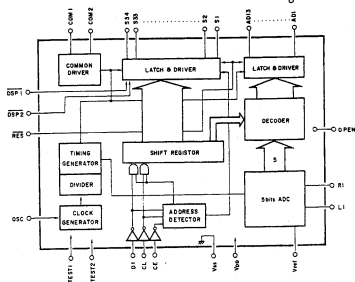 COM1
COM2
S34
S33
S2
S1
AD13
AD1
COMMON DRIVER
LATCH & DRIVER
LATCH & DRIVER
DSP1
DSP2
RES
DECODER
OPEN
SHIFT REGISTOR
TIMING GENERATOR
5
DIVIDER
5bits ADC
R1
L1
OSC
CLOCK GENERATOR
ADDRESS DETECTOR
TEST1
TEST2
DI
CL
CE
Vss
VDD
Vref